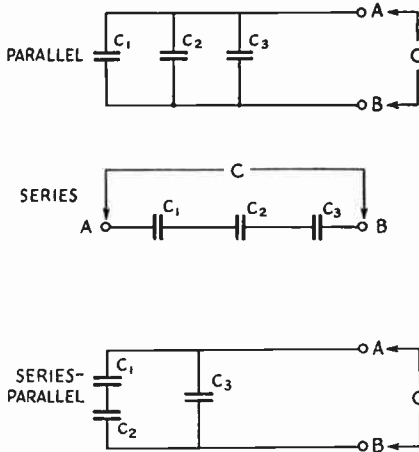 A
PARALLEL C₁ C₂ C₃ C
B
C
SERIES
A C₁ C₂ C₃ B
A
SERIES-
PARALLEL C₁ C₃ C
C₂
B